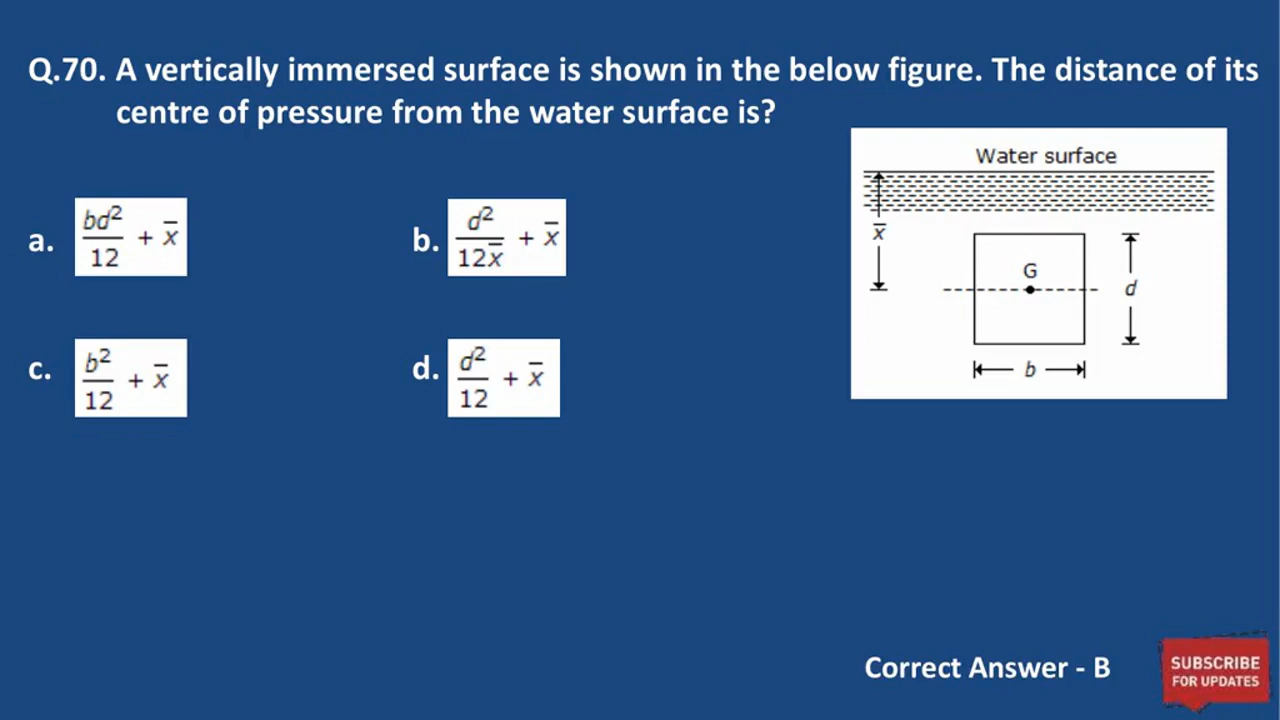 Q.70. A vertically immersed surface is shown in the below figure. The distance of its
centre of pressure from the water surface is?
Water surface
x̄
G
d
b
a. bd²/12 + x̄
b. d²/12x̄ + x̄
c. b²/12 + x̄
d. d²/12 + x̄
Correct Answer - B
SUBSCRIBE
FOR UPDATES